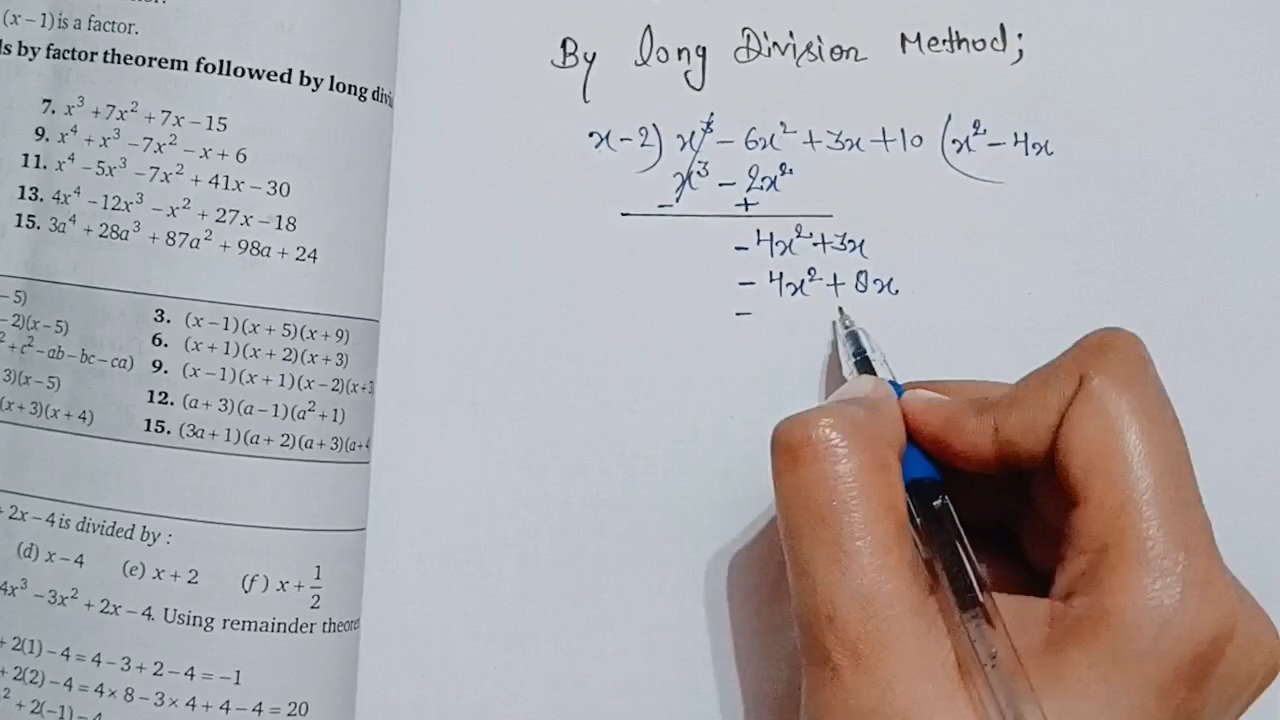 (x – 1) is a factor.
ls by factor theorem followed by long divi
7. x³ + 7x² + 7x – 15
9. x⁴ + x³ – 7x² – x + 6
11. x⁴ – 5x³ – 7x² + 41x – 30
13. 4x⁴ – 12x³ – x² + 27x – 18
15. 3a⁴ + 28a³ + 87a² + 98a + 24
– 5)
3. (x – 1)(x + 5)(x + 9)
– 2)(x – 5)
6. (x + 1)(x + 2)(x + 3)
² + c² – ab – bc – ca)
9. (x – 1)(x + 1)(x – 2)(x + 3
3)(x – 5)
12. (a + 3)(a – 1)(a² + 1)
(x + 3)(x + 4)
15. (3a + 1)(a + 2)(a + 3)(a + 4
+ 2x – 4 is divided by :
(d) x – 4 (e) x + 2 (f) x + 1/2
4x³ – 3x² + 2x – 4. Using remainder theore
+ 2(1) – 4 = 4 – 3 + 2 – 4 = –1
+ 2(2) – 4 = 4 × 8 – 3 × 4 + 4 – 4 = 20
² + 2(–1) – 4
By long Division Method;
x – 2) x³ – 6x² + 3x + 10 (x² – 4x
x³ – 2x²
– +
– 4x² + 3x
– 4x² + 8x
–